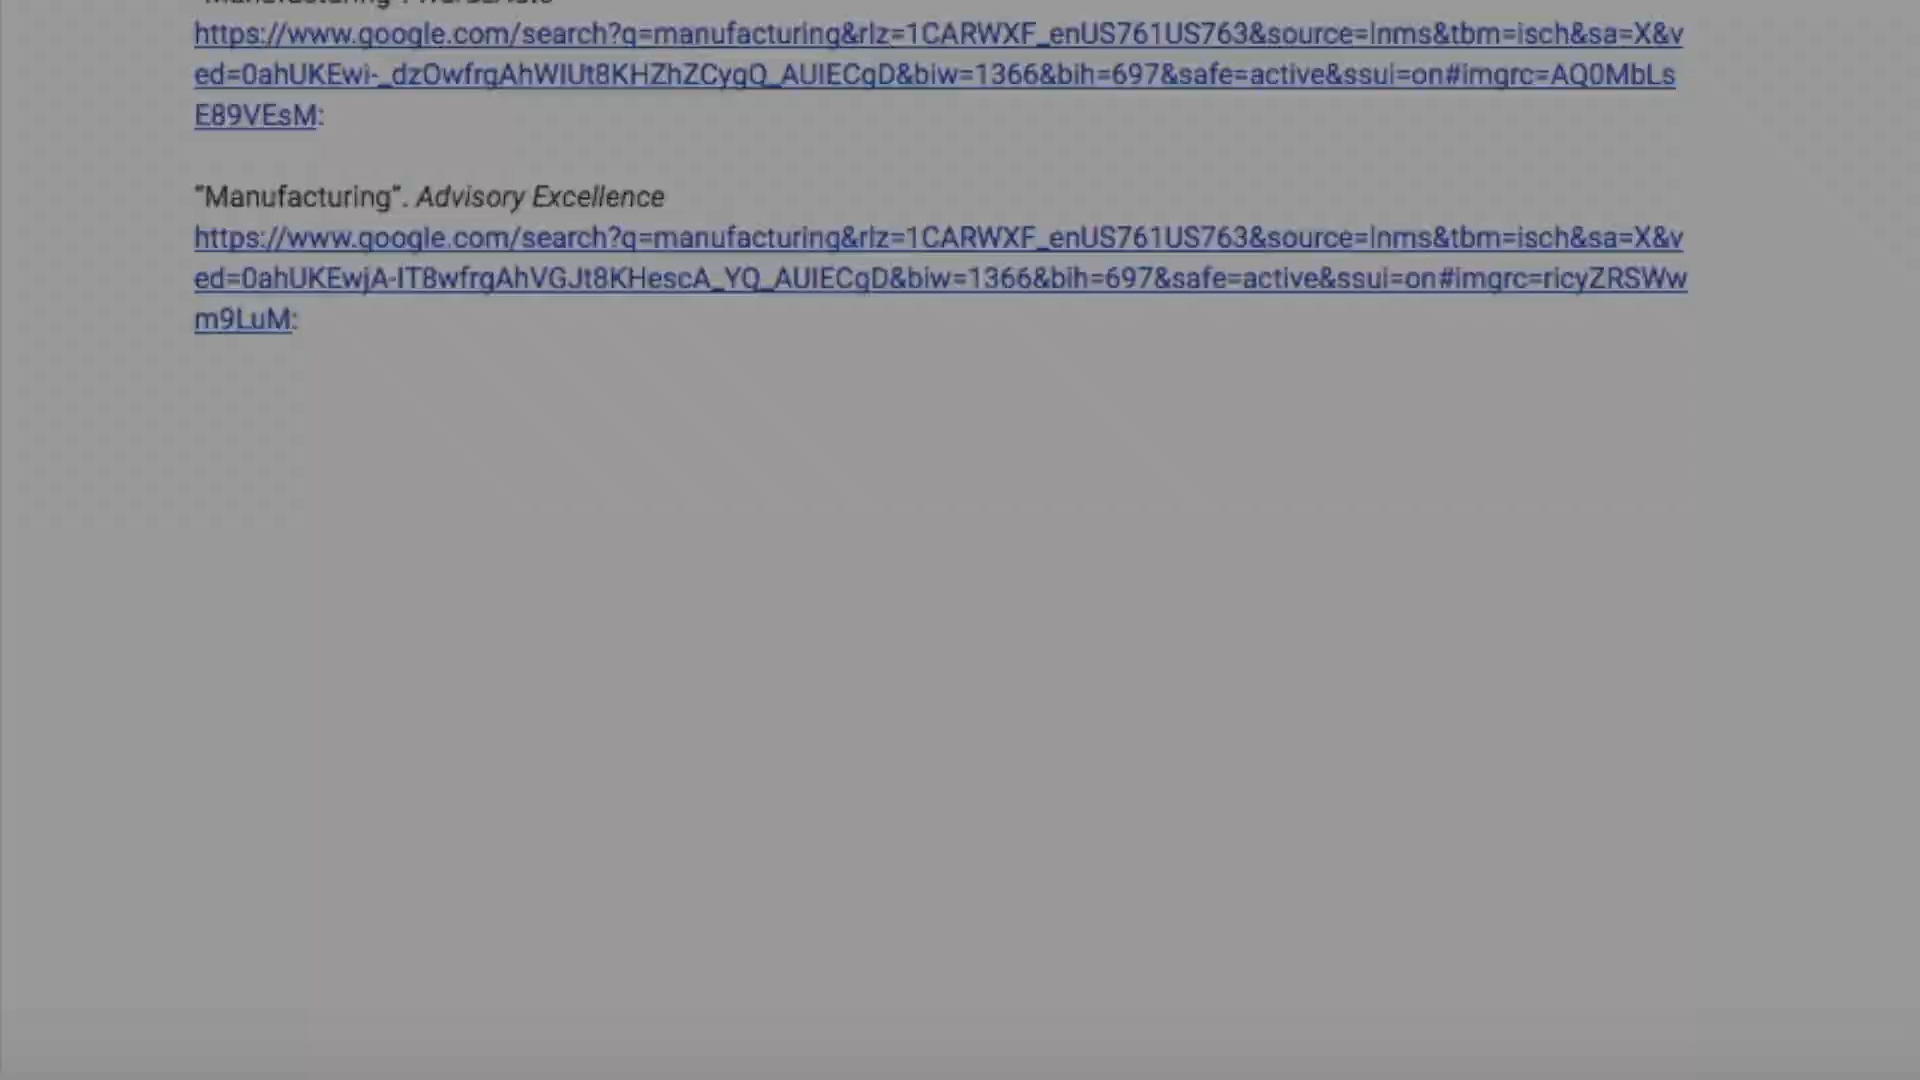 https://www.google.com/search?q=manufacturing&rlz=1CARWXF_enUS761US763&source=lnms&tbm=isch&sa=X&v
ed=0ahUKEwi-_dzOwfrgAhWIUt8KHZhZCygQ_AUIECgD&biw=1366&bih=697&safe=active&ssui=on#imgrc=AQ0MbLs
E89VEsM:
"Manufacturing". Advisory Excellence
https://www.google.com/search?q=manufacturing&rlz=1CARWXF_enUS761US763&source=lnms&tbm=isch&sa=X&v
ed=0ahUKEwjA-IT8wfrgAhVGJt8KHescA_YQ_AUIECgD&biw=1366&bih=697&safe=active&ssui=on#imgrc=ricyZRSWw
m9LuM: